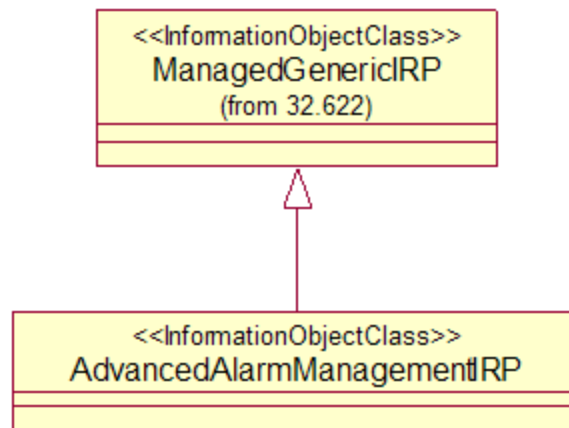 <<InformationObjectClass>>
ManagedGenericIRP
(from 32.622)
<<InformationObjectClass>>
AdvancedAlarmManagementIRP